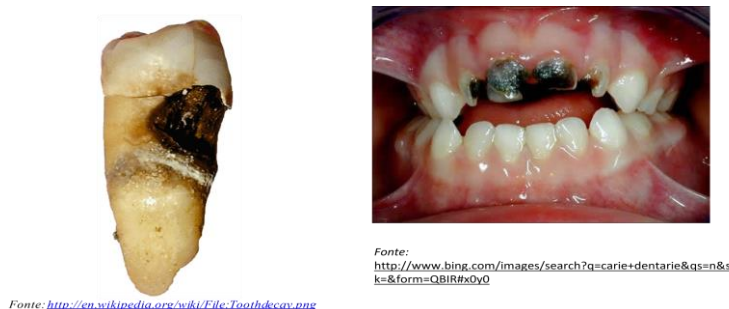 Fonte: http://en.wikipedia.org/wiki/File:Toothdecay.png
Fonte:
http://www.bing.com/images/search?q=carie+dentarie&qs=n&s
k=&form=QBIR#x0y0